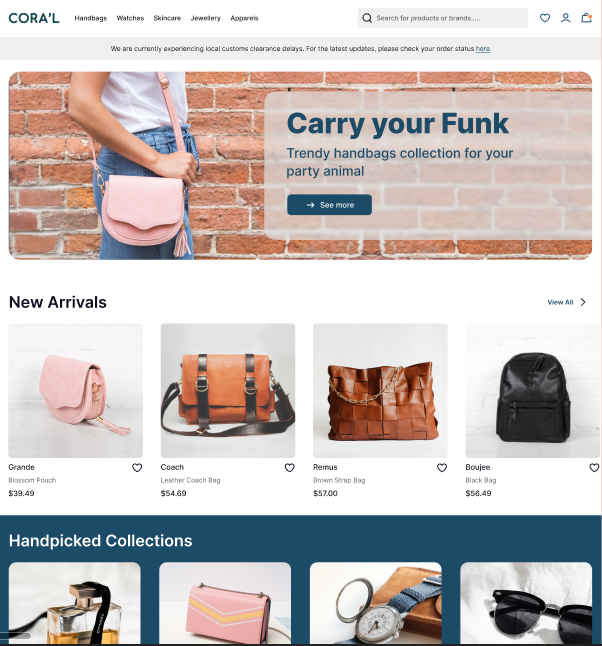 CORA'L
Handbags Watches Skincare Jewellery Apparels
Search for products or brands.....
We are currently experiencing local customs clearance delays. For the latest updates, please check your order status here
Carry your Funk
Trendy handbags collection for your
party animal
See more
New Arrivals
View All
Grande
Blossom Pouch
$39.49
Coach
Leather Coach Bag
$54.69
Remus
Brown Strap Bag
$57.00
Boujee
Black Bag
$56.49
Handpicked Collections